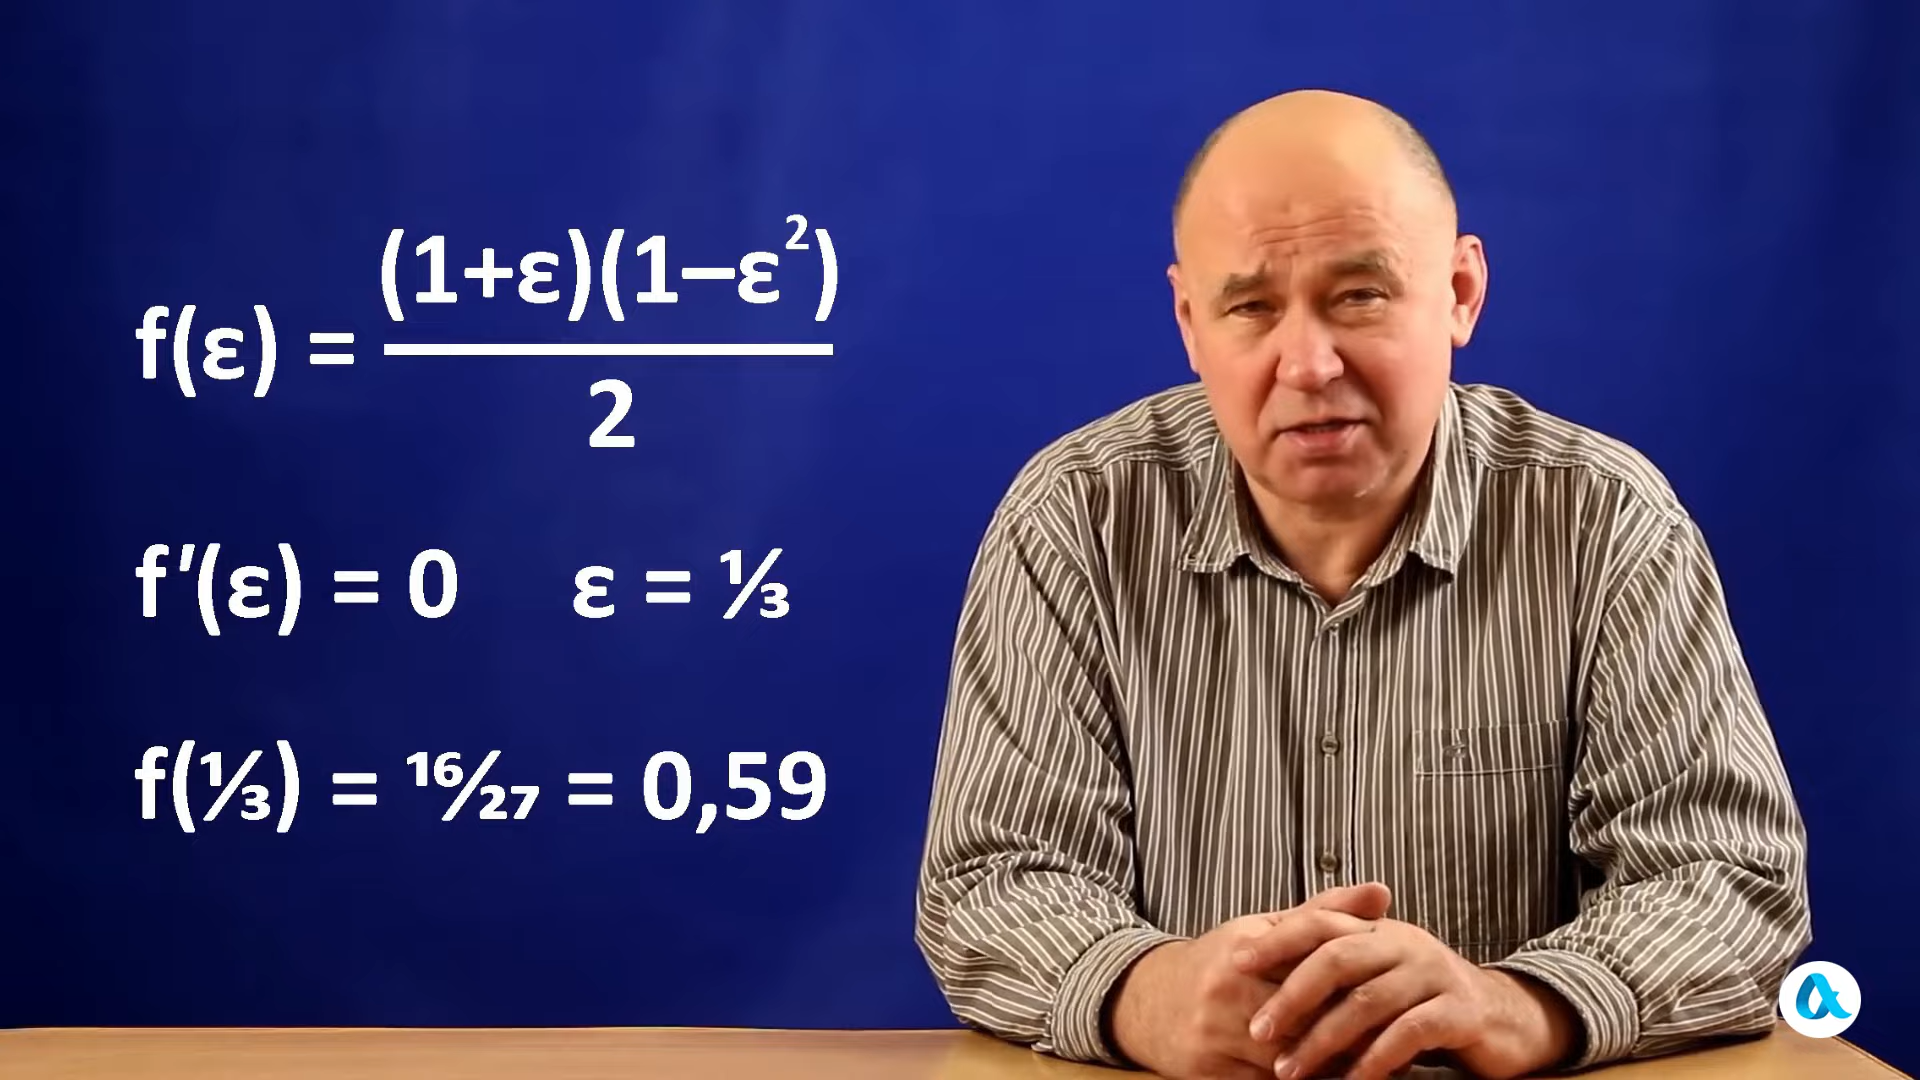 f(ε) = (1+ε)(1–ε²) / 2
f′(ε) = 0 ε = ⅓
f(⅓) = ¹⁶⁄₂₇ = 0,59